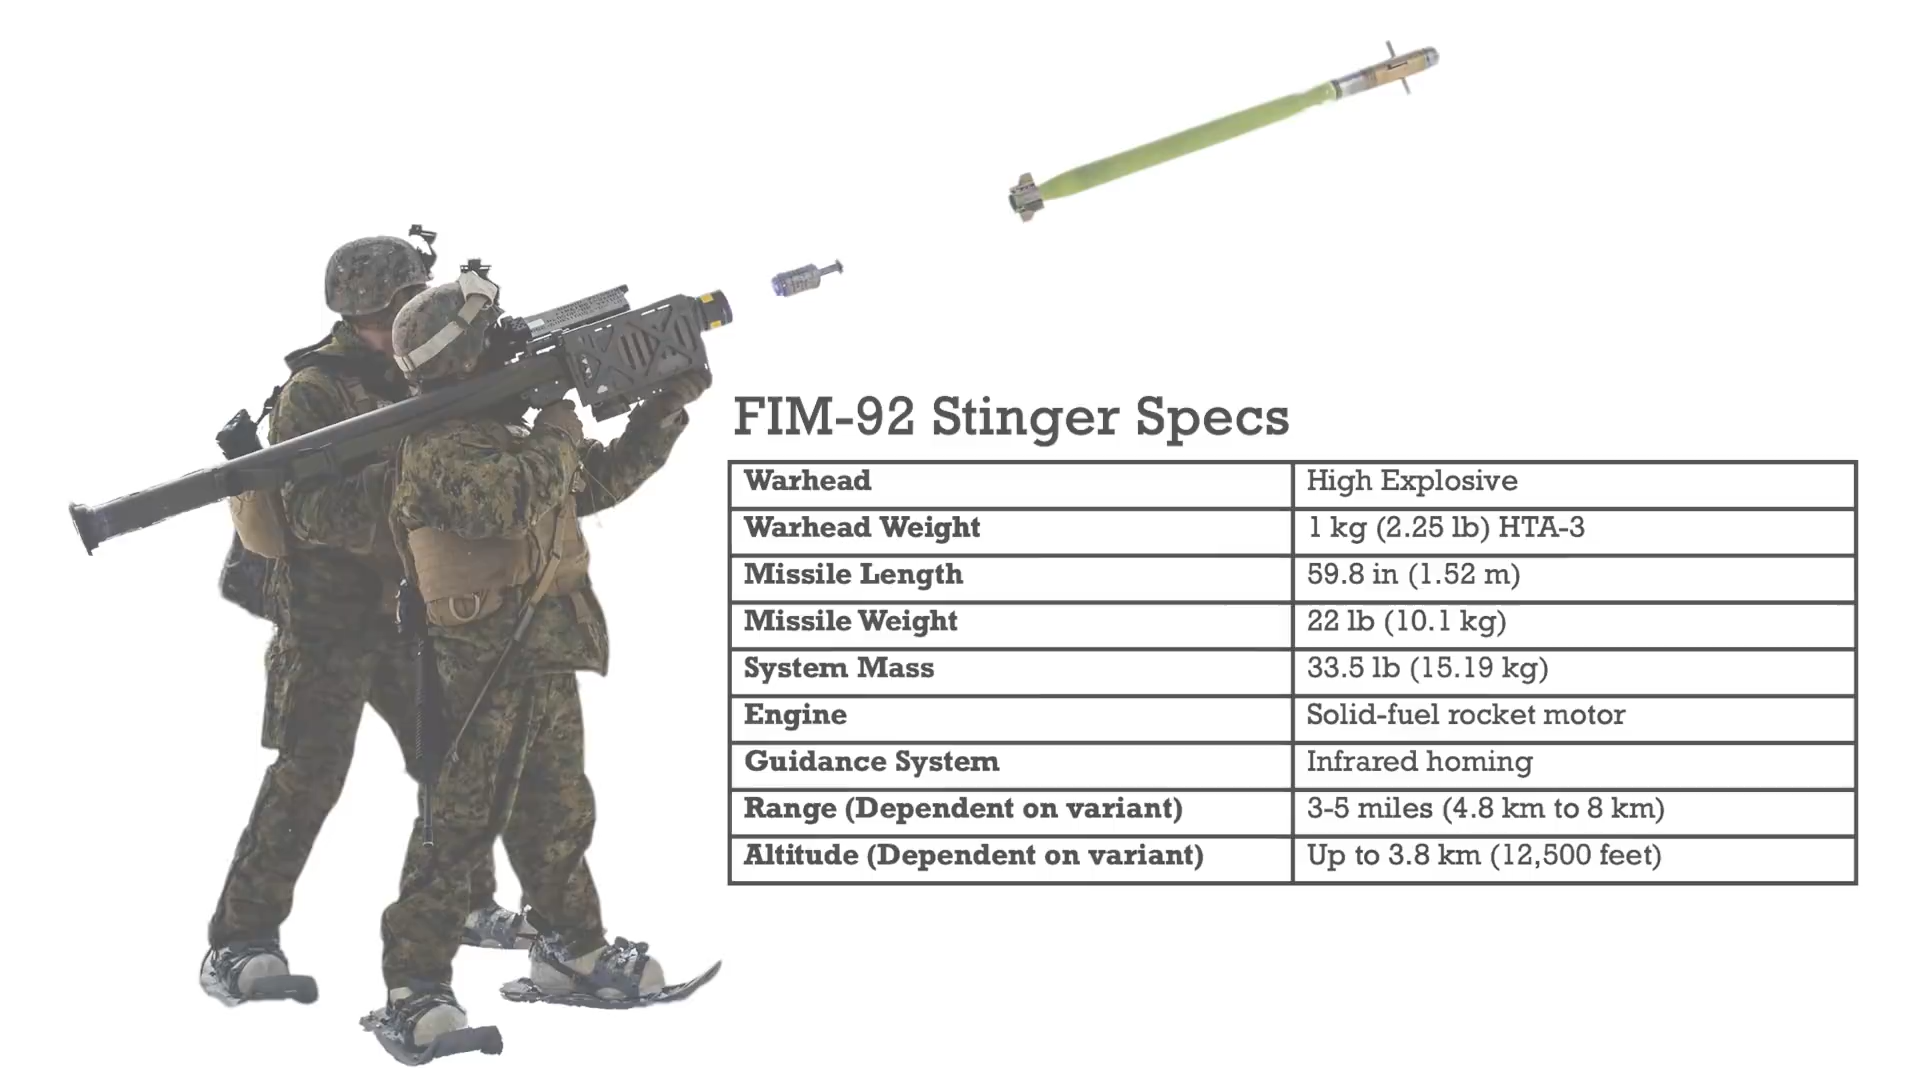 FIM-92 Stinger Specs
Warhead High Explosive
Warhead Weight 1 kg (2.25 lb) HTA-3
Missile Length 59.8 in (1.52 m)
Missile Weight 22 lb (10.1 kg)
System Mass 33.5 lb (15.19 kg)
Engine Solid-fuel rocket motor
Guidance System Infrared homing
Range (Dependent on variant) 3-5 miles (4.8 km to 8 km)
Altitude (Dependent on variant) Up to 3.8 km (12,500 feet)